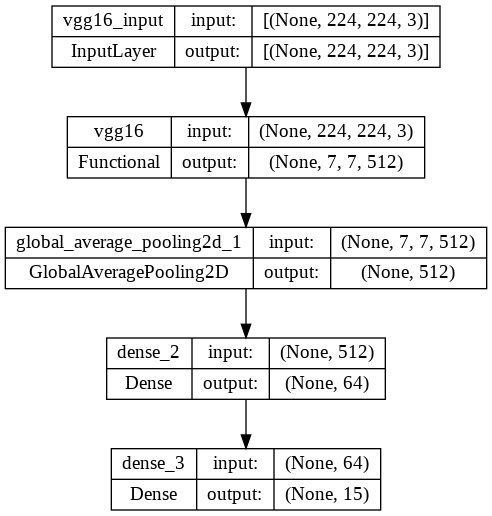 vgg16_input input: [(None, 224, 224, 3)]
InputLayer output: [(None, 224, 224, 3)]
vgg16 input: (None, 224, 224, 3)
Functional output: (None, 7, 7, 512)
global_average_pooling2d_1 input: (None, 7, 7, 512)
GlobalAveragePooling2D output: (None, 512)
dense_2 input: (None, 512)
Dense output: (None, 64)
dense_3 input: (None, 64)
Dense output: (None, 15)